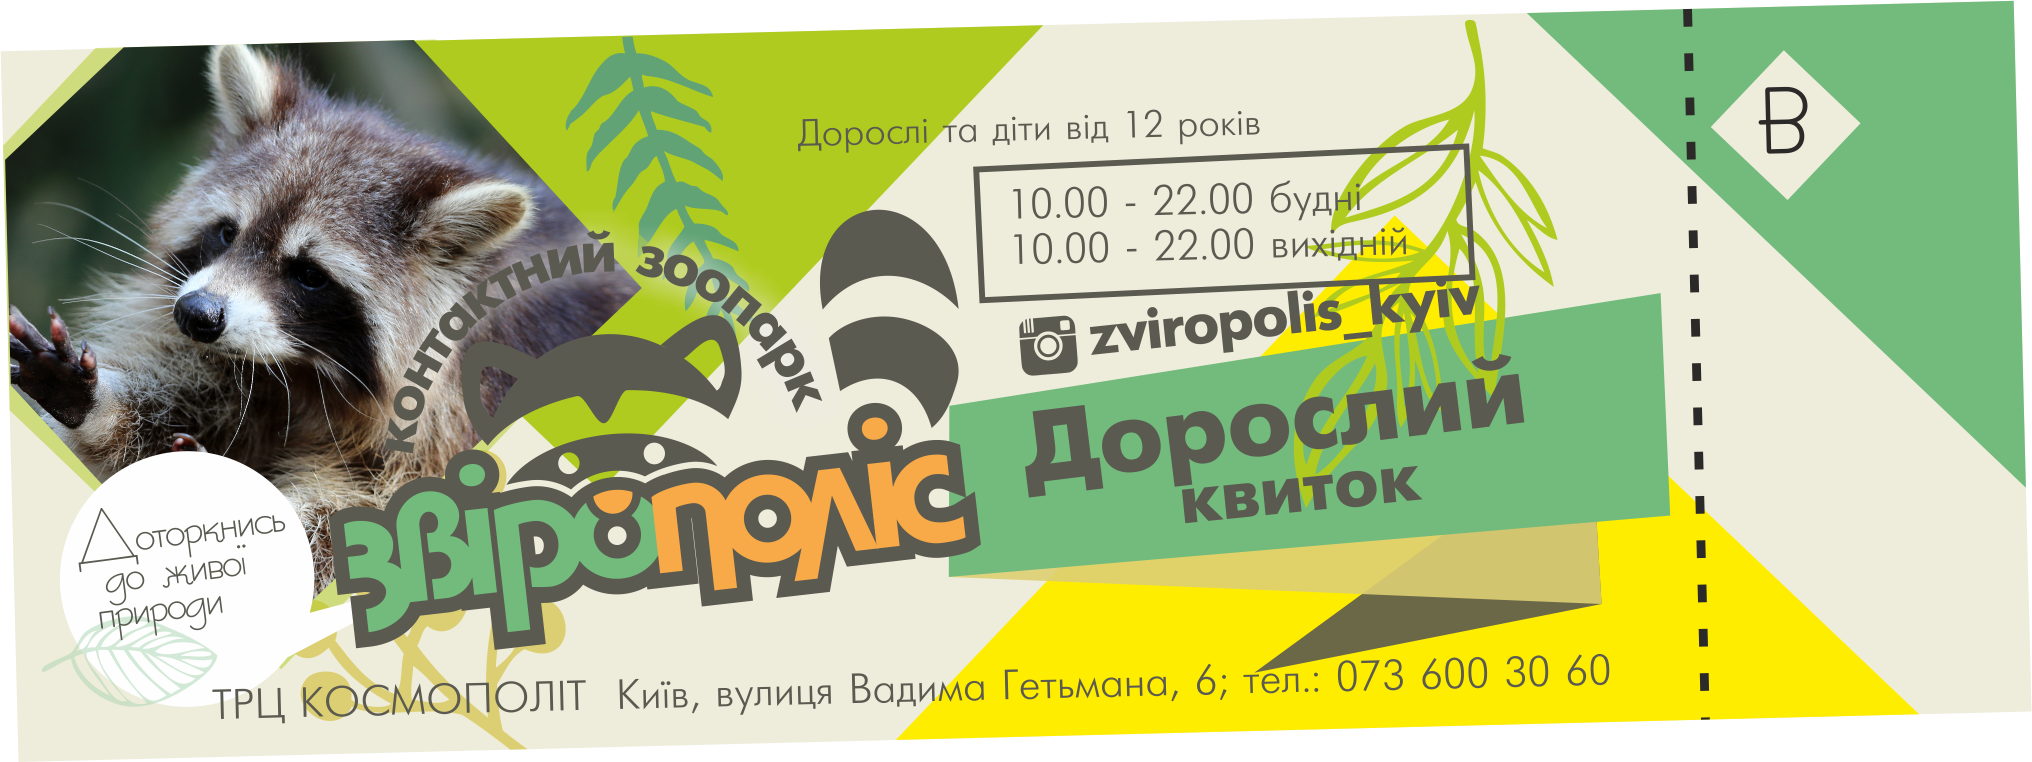 Дорослі та діти від 12 років
10.00 - 22.00 будні
10.00 - 22.00 вихідній
zviropolis_kyiv
контактний зоопарк
звірополіс
Дорослий
квиток
В
Доторкнись
до живої
природи
ТРЦ КОСМОПОЛІТ Київ, вулиця Вадима Гетьмана, 6; тел.: 073 600 30 60